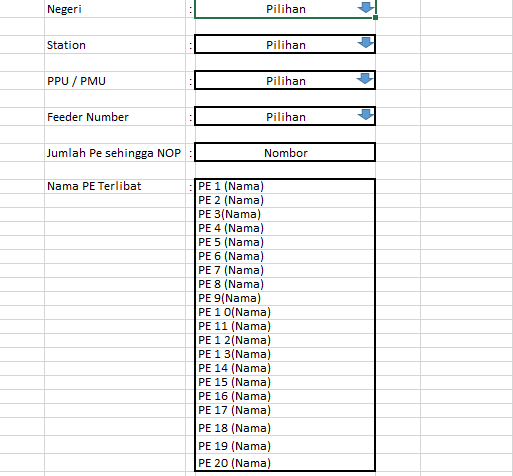 Negeri : Pilihan
Station : Pilihan
PPU / PMU : Pilihan
Feeder Number : Pilihan
Jumlah Pe sehingga NOP : Nombor
Nama PE Terlibat : PE 1 (Nama)
PE 2 (Nama)
PE 3(Nama)
PE 4 (Nama)
PE 5 (Nama)
PE 6 (Nama)
PE 7 (Nama)
PE 8 (Nama)
PE 9(Nama)
PE 1 0(Nama)
PE 11 (Nama)
PE 1 2(Nama)
PE 1 3(Nama)
PE 14 (Nama)
PE 15 (Nama)
PE 16 (Nama)
PE 17 (Nama)
PE 18 (Nama)
PE 19 (Nama)
PE 20 (Nama)